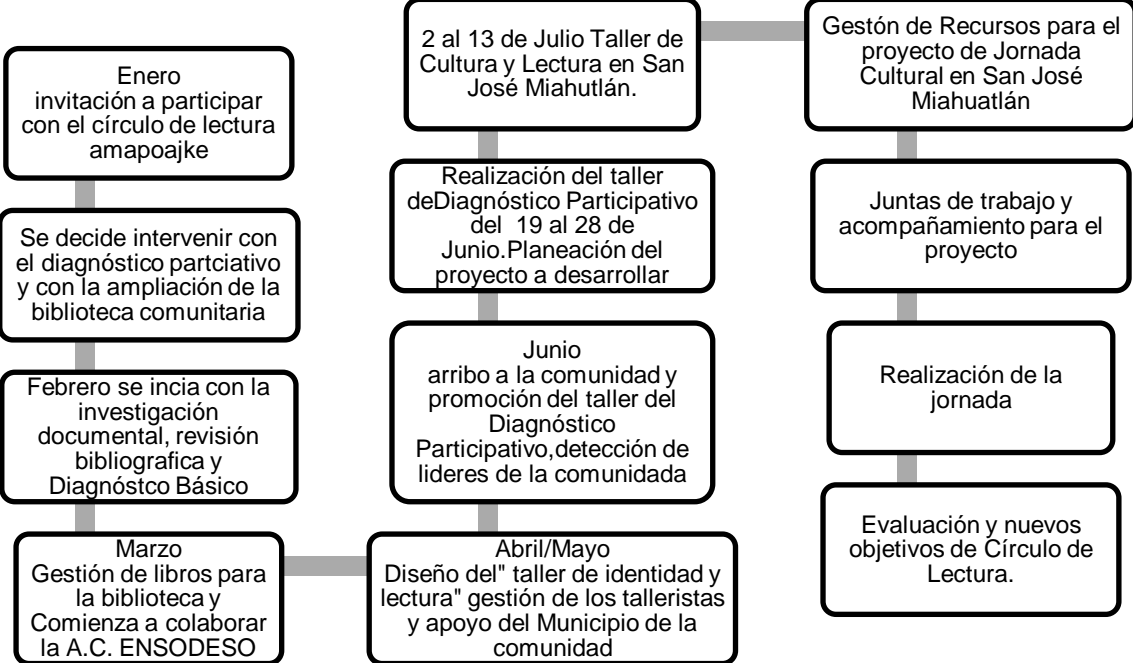 Enero
invitación a participar
con el círculo de lectura
amapoajke
Se decide intervenir con
el diagnóstico partciativo
y con la ampliación de la
biblioteca comunitaria
Febrero se incia con la
investigación
documental, revisión
bibliografica y
Diagnóstco Básico
Marzo
Gestión de libros para
la biblioteca y
Comienza a colaborar
la A.C. ENSODESO
Abril/Mayo
Diseño del" taller de identidad y
lectura" gestión de los talleristas
y apoyo del Municipio de la
comunidad
Junio
arribo a la comunidad y
promoción del taller del
Diagnóstico
Participativo,detección de
lideres de la comunidada
Realización del taller
deDiagnóstico Participativo
del  19 al 28 de
Junio.Planeación del
proyecto a desarrollar
2 al 13 de Julio Taller de
Cultura y Lectura en San
José Miahutlán.
Gestón de Recursos para el
proyecto de Jornada
Cultural en San José
Miahuatlán
Juntas de trabajo y
acompañamiento para el
proyecto
Realización de la
jornada
Evaluación y nuevos
objetivos de Círculo de
Lectura.